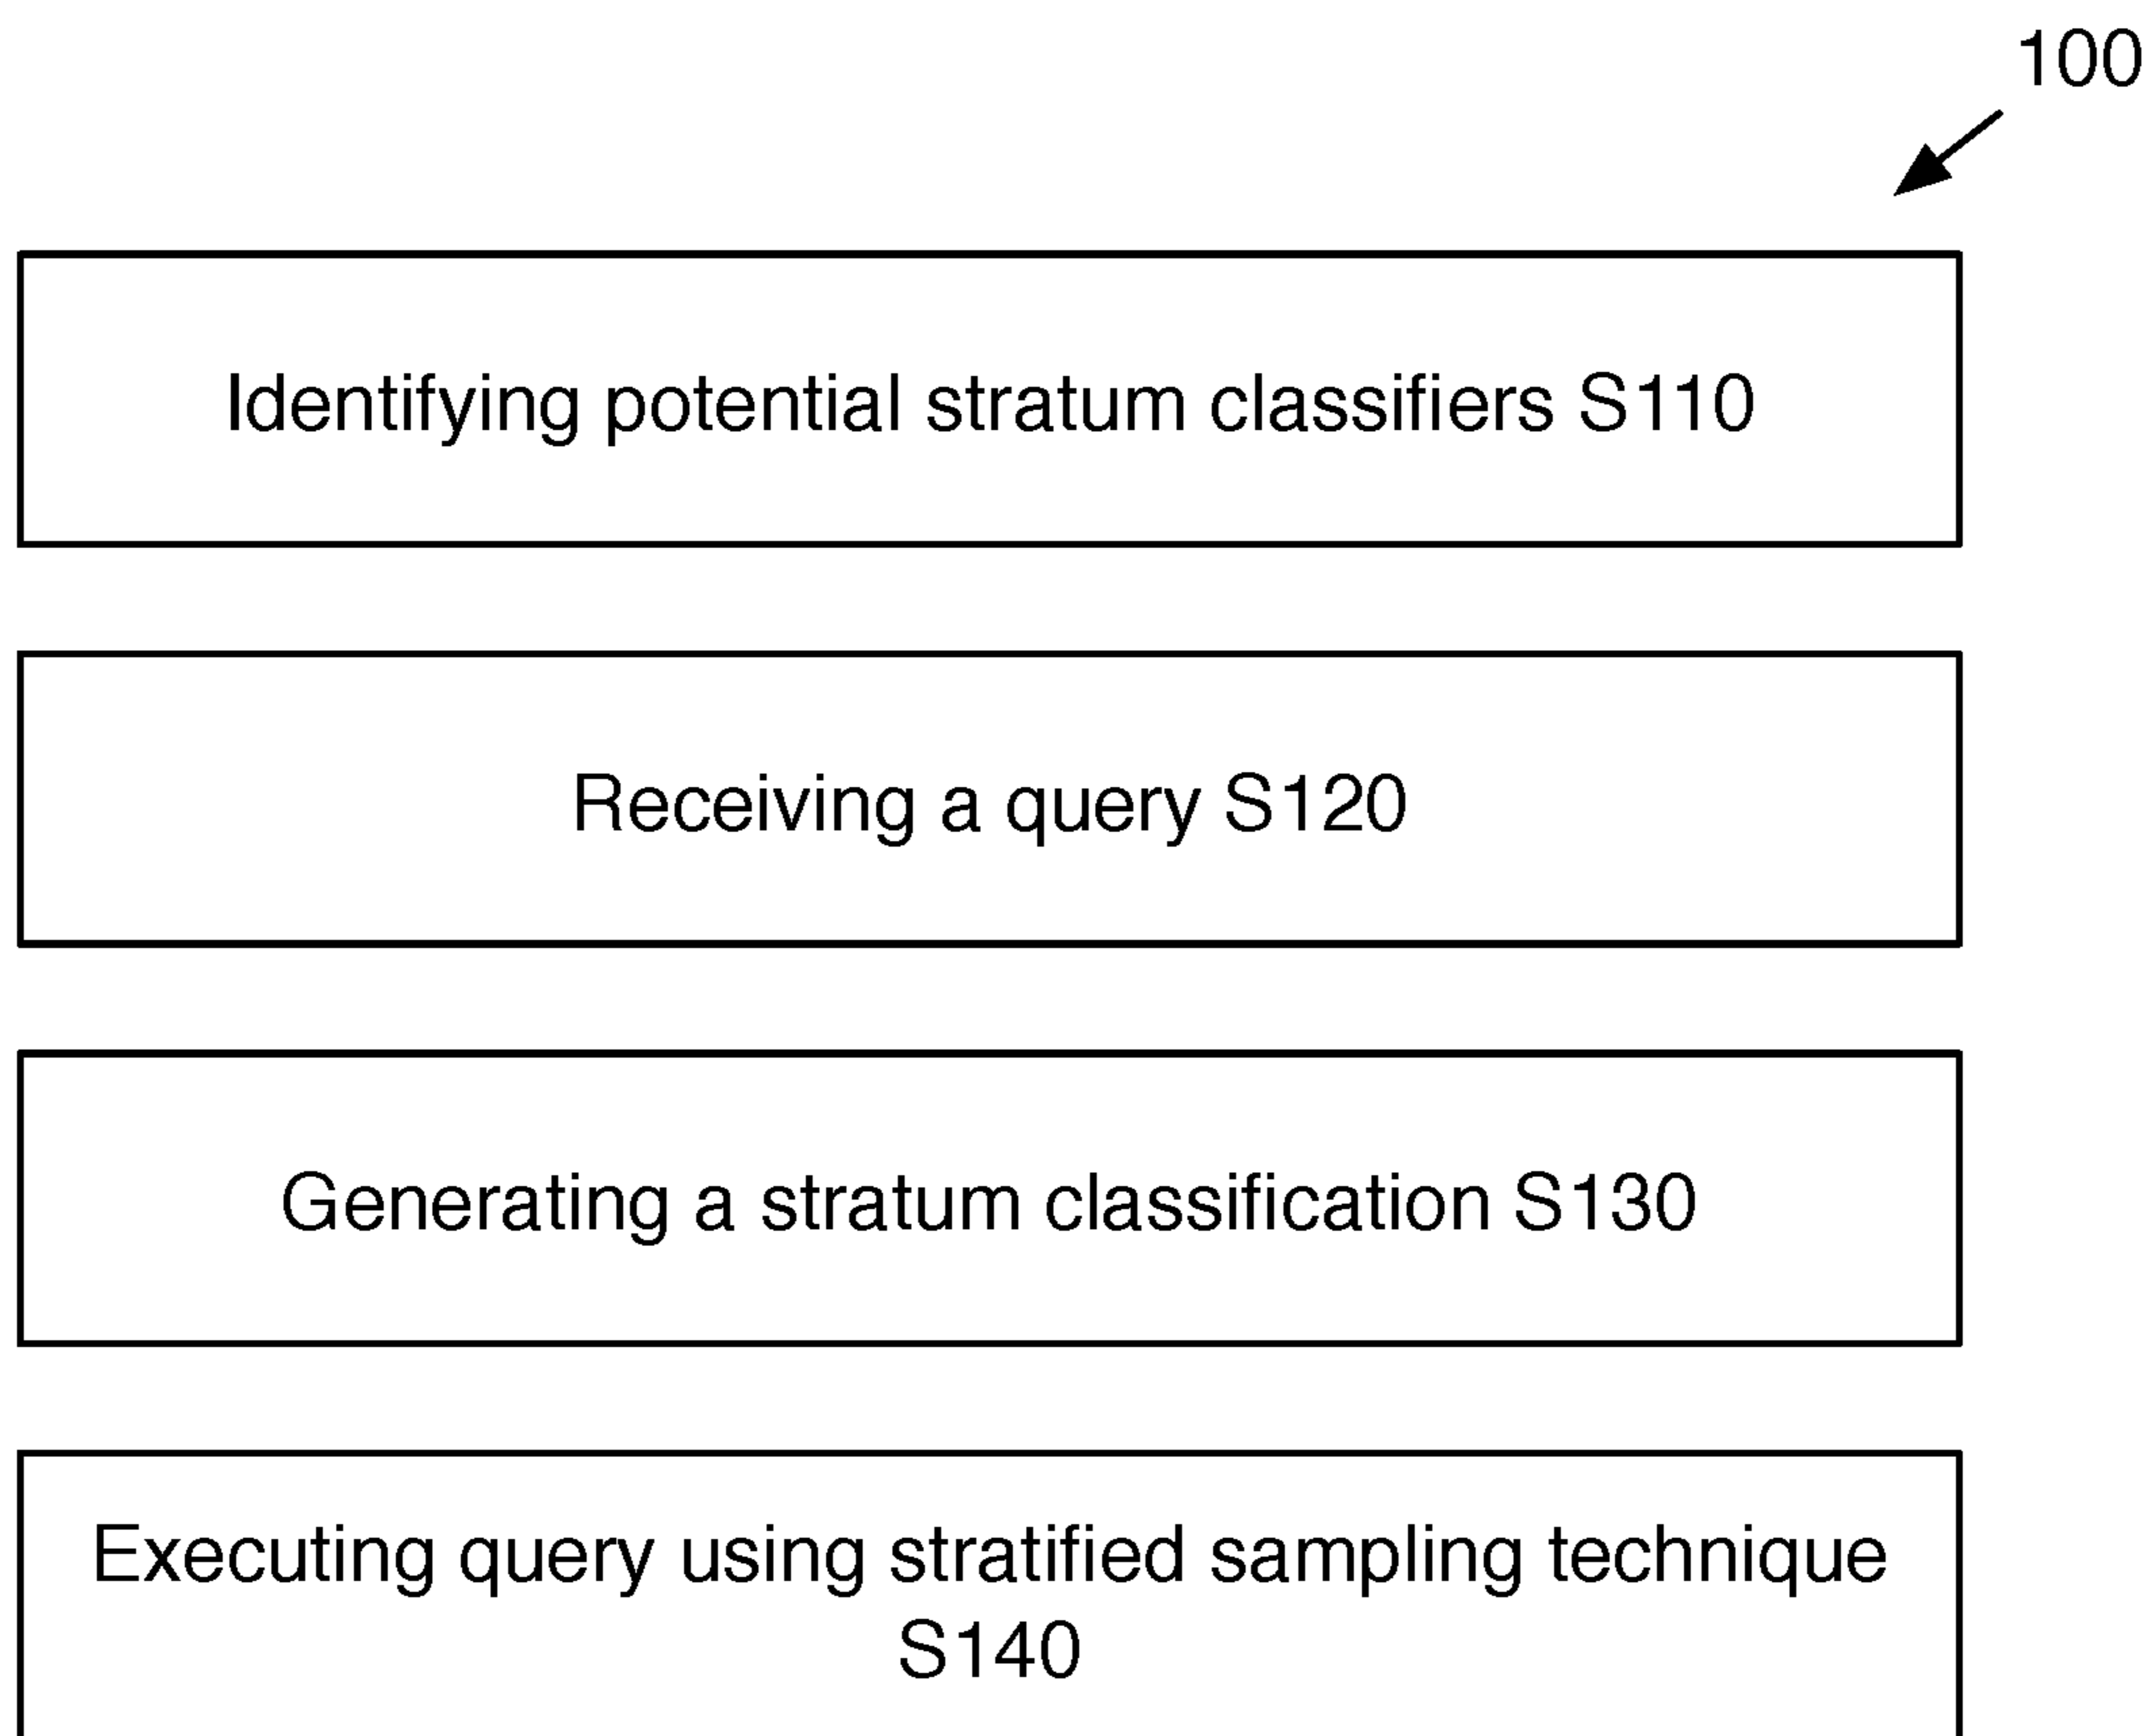 100
Identifying potential stratum classifiers S110
Receiving a query S120
Generating a stratum classification S130
Executing query using stratified sampling technique
S140